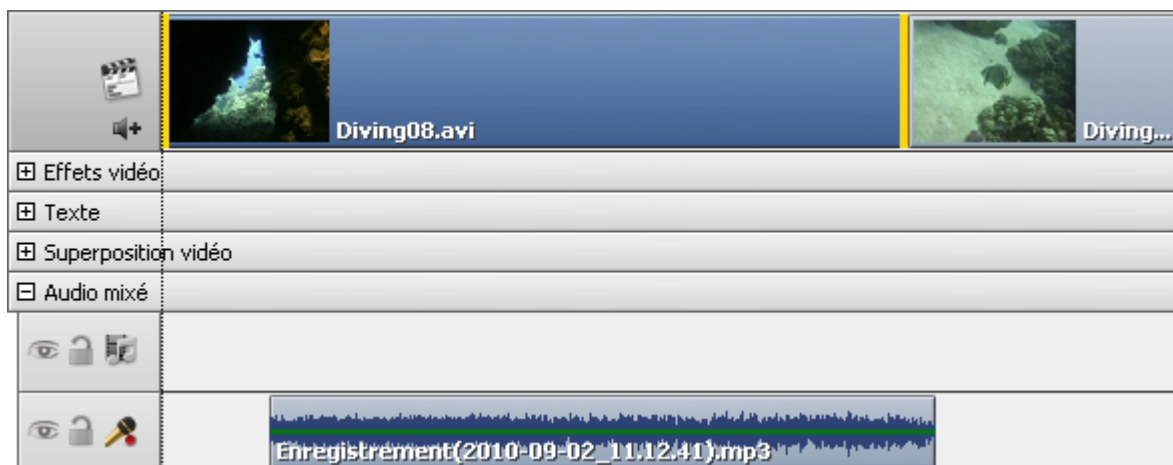 Diving08.avi
Diving...
Effets vidéo
Texte
Superposition vidéo
Audio mixé
Enregistrement(2010-09-02_11.12.41).mp3